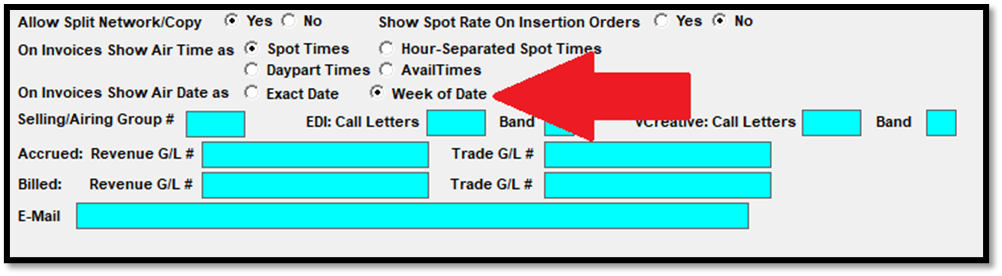 Allow Split Network/Copy Yes No Show Spot Rate On Insertion Orders Yes No
On Invoices Show Air Time as Spot Times Hour-Separated Spot Times
Daypart Times AvailTimes
On Invoices Show Air Date as Exact Date Week of Date
Selling/Airing Group # EDI: Call Letters Band vCreative: Call Letters Band
Accrued: Revenue G/L # Trade G/L #
Billed: Revenue G/L # Trade G/L #
E-Mail